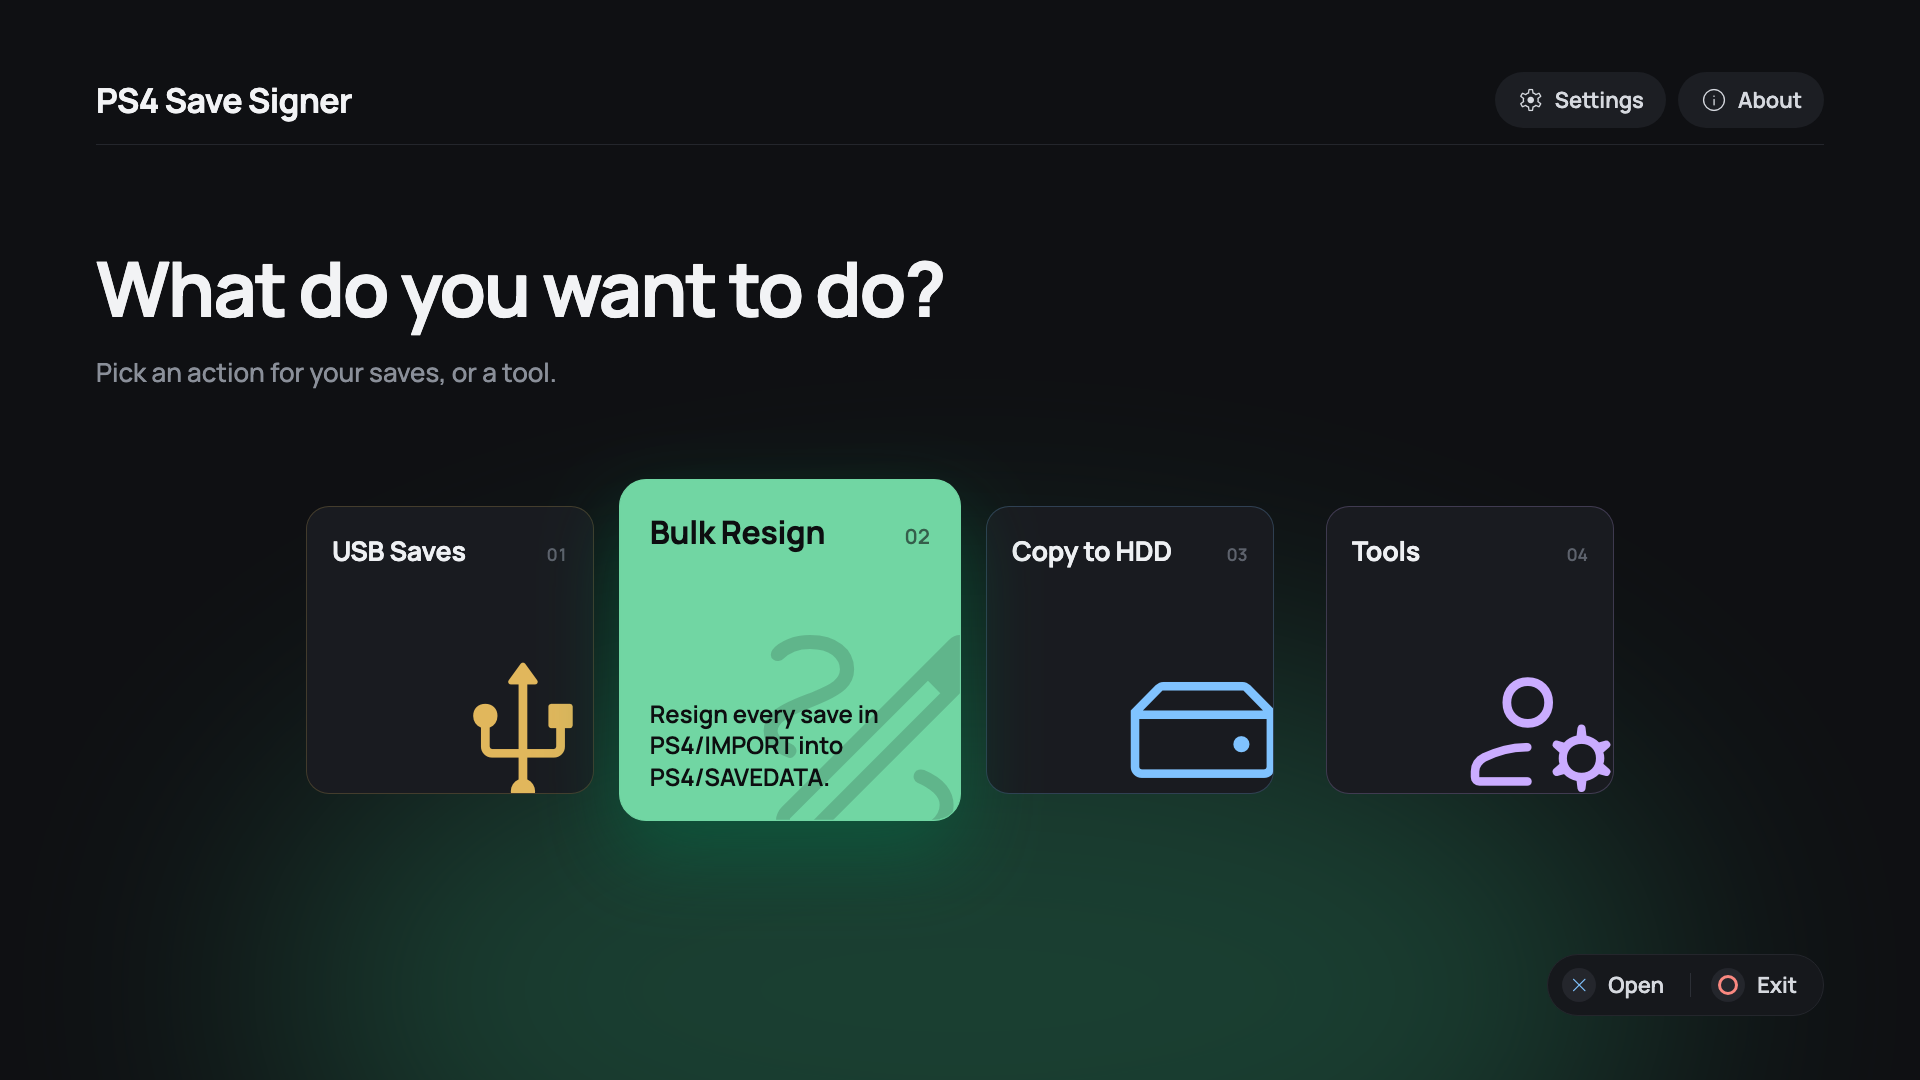 PS4 Save Signer
Settings
About
What do you want to do?
Pick an action for your saves, or a tool.
USB Saves
01
Bulk Resign
02
Resign every save in
PS4/IMPORT into
PS4/SAVEDATA.
Copy to HDD
03
Tools
04
Open
Exit